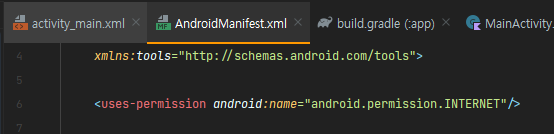 activity_main.xml × AndroidManifest.xml × build.gradle (:app) × MainActivity.
4 xmlns:tools="http://schemas.android.com/tools">
5
6 <uses-permission android:name="android.permission.INTERNET"/>